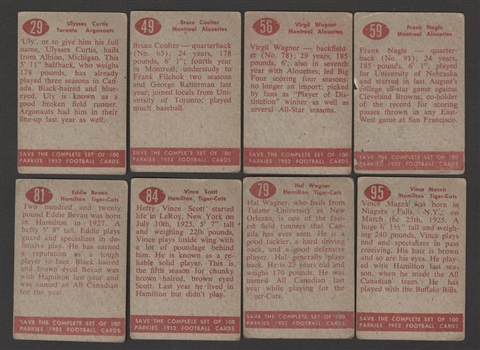 29
Ulysses Curtis
Toronto Argonauts
'Uly', or to give him his full
name, Ulysses Curtis, hails
from Albion, Michigan. This
5' 11" halfback, who weighs
178 pounds, has already
played three seasons in Can-
ada. Black-haired and blue-
eyed, Uly is known as a
good broken field runner.
Argonauts had him in their
line-up last year as well.
SAVE THE COMPLETE SET OF 100
PARKIES 1952 FOOTBALL CARDS
49
Bruce Coulter
Montreal Alouettes
Bruce Coulter — quarterback
(No. 65), 24 years, 178
pounds, 6' 1"; fourth year
in Montreal, understudy to
Frank Filchok two seasons
and George Ratterman last
year; joined locals from Uni-
versity of Toronto; played
much baseball.
SAVE THE COMPLETE SET OF 100
PARKIES 1952 FOOTBALL CARDS
56
Virgil Wagner
Montreal Alouettes
Virgil Wagner — backfield-
er (No. 78); 29 years, 185
pounds, 6'; also in seventh
year with Alouettes; led Big
Four scoring four seasons;
no longer an import; picked
by fans as "Player of Dis-
tinction" winner as well as
several All-Star seasons.
SAVE THE COMPLETE SET OF 100
PARKIES 1952 FOOTBALL CARDS
59
Frank Nagle
Montreal Alouettes
Frank Nagle — quarter-
back (No. 91); 24 years,
185 pounds, 6' 1"; played
at University of Nebraska
and starred in last August's
college all-star game against
Cleveland Browns; co-holder
of the record for scoring
passes thrown in any East-
West game at San Francisco.
SAVE THE COMPLETE SET OF 100
PARKIES 1952 FOOTBALL CARDS
81
Eddie Bevan
Hamilton Tiger-Cats
Two hundred and twenty
pound Eddie Bevan was born
in Hamilton in 1927. A
hefty 5' 8" tall, Eddie plays
guard and specializes in de-
fensive play. He has earned
a reputation as a tough
player to face. Black haired
and brown eyed Bevan was
with Hamilton last year and
was named All Canadian
for the year.
SAVE THE COMPLETE SET OF 100
PARKIES 1952 FOOTBALL CARDS
84
Vince Scott
Hamilton Tiger-Cats
Hefty Vince Scott started
life in LeRoy, New York on
July 10th, 1925. 5' 7" tall
and weighing 220 pounds,
Vince plays inside wing with
a lot of poundage behind
him. He is known as a re-
liable solid player. This is
the fifth season for chunky
brown haired, brown eyed
Scott. Last year he lived in
Hamilton but didn't play.
SAVE THE COMPLETE SET OF 100
PARKIES 1952 FOOTBALL CARDS
79
Hal Wagner
Hamilton Tiger-Cats
Hal Wagner, who hails from
Tulane University in New
Orleans, is one of the fast-
est field runners that Cana-
da has ever seen. He is a
good tackler, a hard driving
back, and a good defensive
player. Hal generally plays
back. He is 23 years old and
weighs 170 pounds. He was
named All Canadian last
year while playing for the
Tiger-Cats.
SAVE THE COMPLETE SET OF 100
PARKIES 1952 FOOTBALL CARDS
95
Vince Mazza
Hamilton Tiger-Cats
Vince Mazza was born in
Niagara Falls, N.Y., on
March the 25th, 1925. A
huge 6' 1½" tall and weigh-
ing 240 pounds, Vince plays
end and specializes in pass
receiving. His hair is brown
and so are his eyes. He play-
ed with Hamilton last sea-
son, when he made the All
Canadian team. He has
played with the Buffalo Bills.
SAVE THE COMPLETE SET OF 100
PARKIES 1952 FOOTBALL CARDS